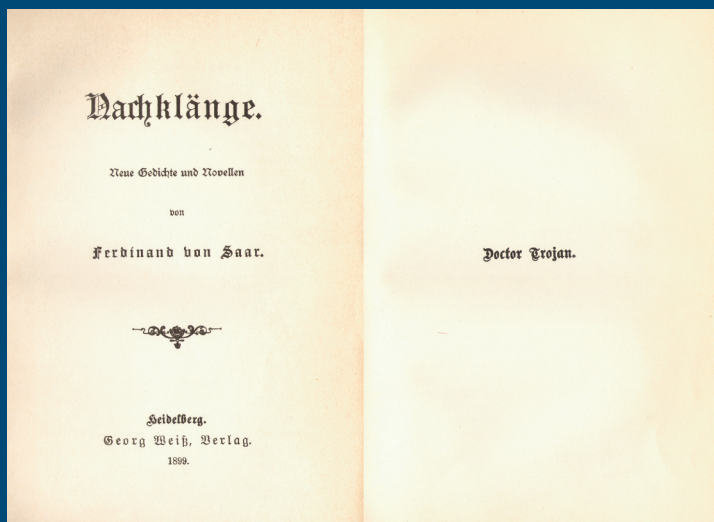 Nachklänge.
Neue Gedichte und Novellen
von
Ferdinand von Saar.
Heidelberg.
Georg Weiß, Verlag.
1899.
Doctor Trojan.